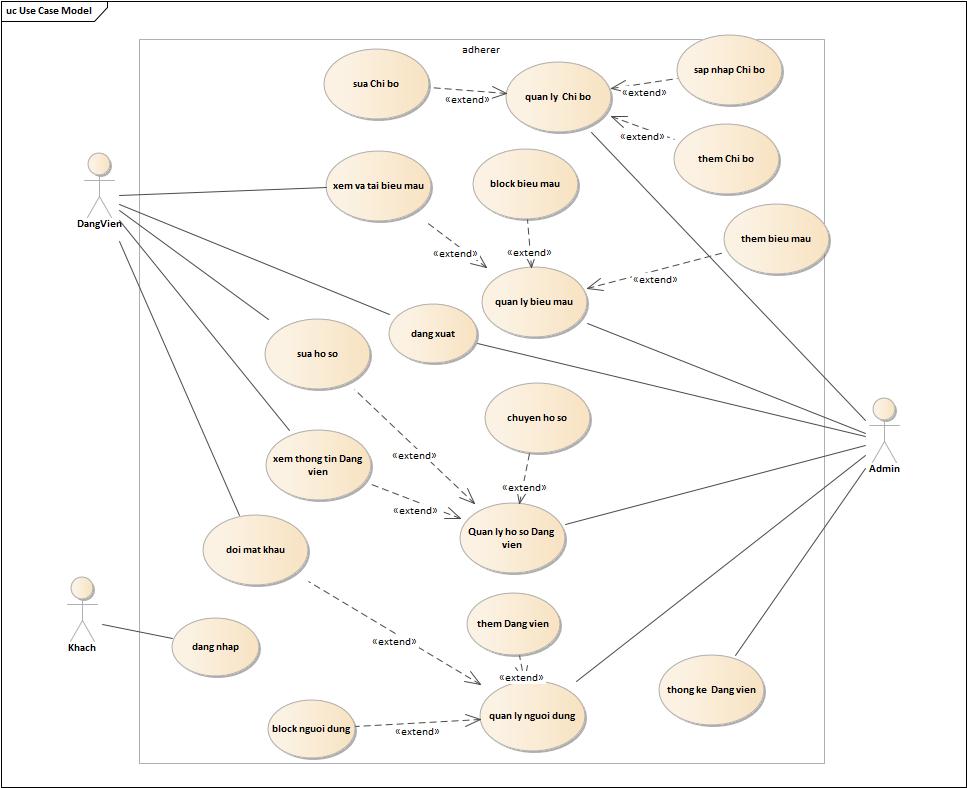 uc Use Case Model
adherer
sua Chi bo
quan ly  Chi bo
sap nhap Chi bo
«extend»
«extend»
«extend»
them Chi bo
DangVien
xem va tai bieu mau
block bieu mau
them bieu mau
«extend»
«extend»
«extend»
quan ly bieu mau
dang xuat
sua ho so
chuyen ho so
Admin
«extend»
xem thong tin Dang
vien
«extend»
«extend»
Quan ly ho so Dang
vien
doi mat khau
Khach
dang nhap
«extend»
them Dang vien
«extend»
thong ke  Dang vien
quan ly nguoi dung
block nguoi dung
«extend»